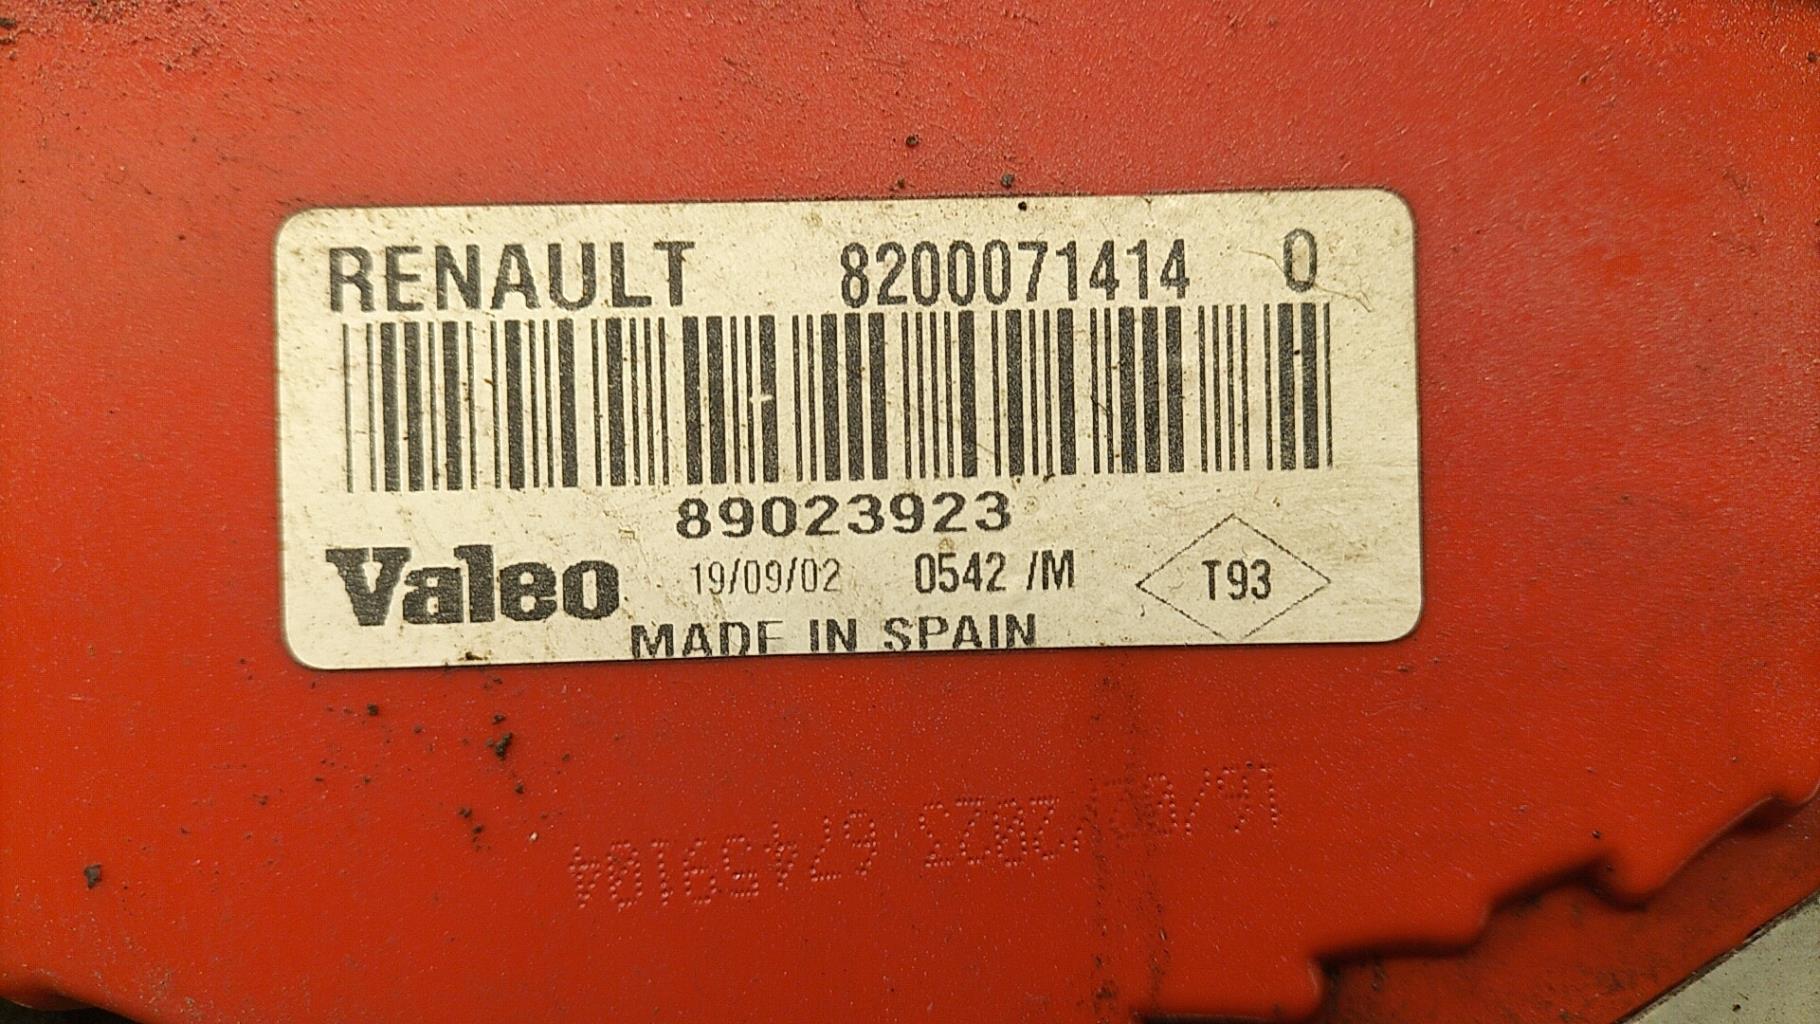 RENAULT 8200071414 0
89023923
Valeo 19/09/02 0542 /M T93
MADE IN SPAIN